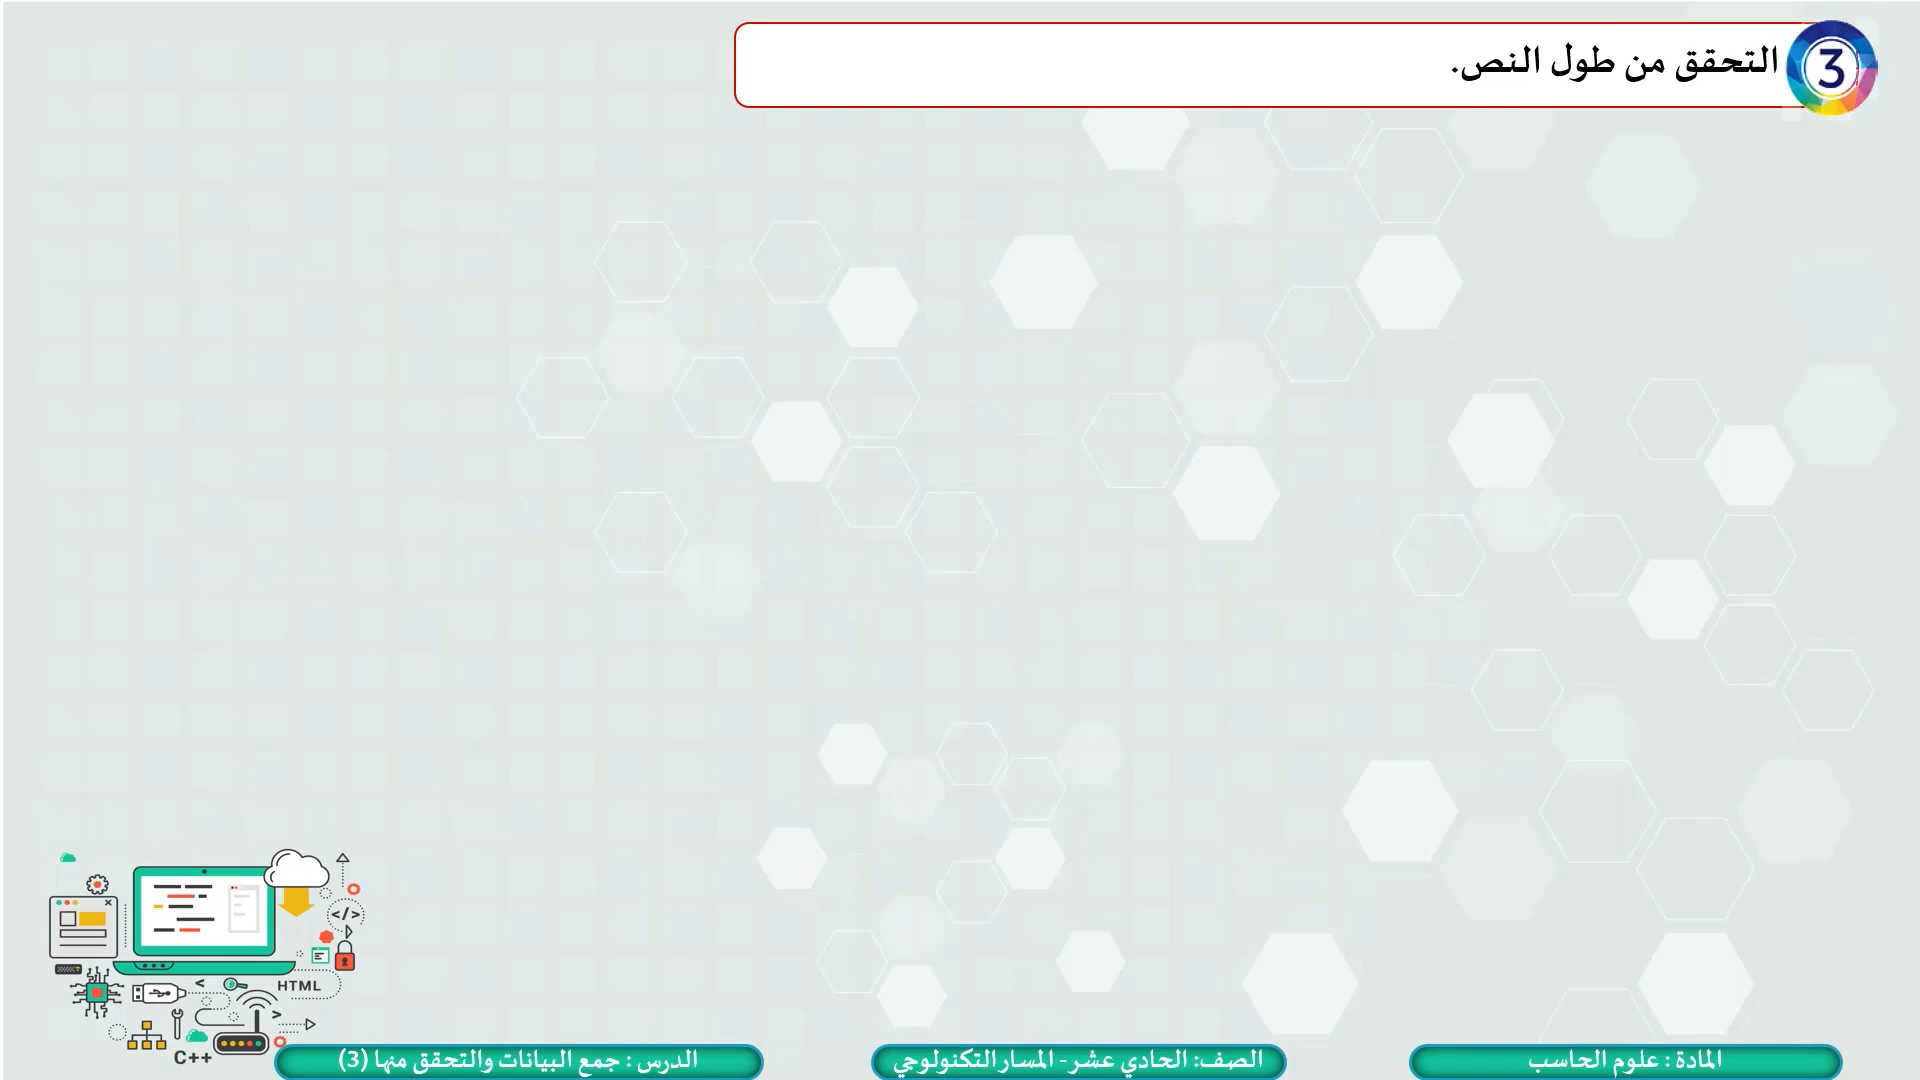 3
التحقق من طول النص.
</>
HTML
C++
المادة : علوم الحاسب
الصف: الحادي عشر- المسار التكنولوجي
الدرس : جمع البيانات والتحقق منها (3)